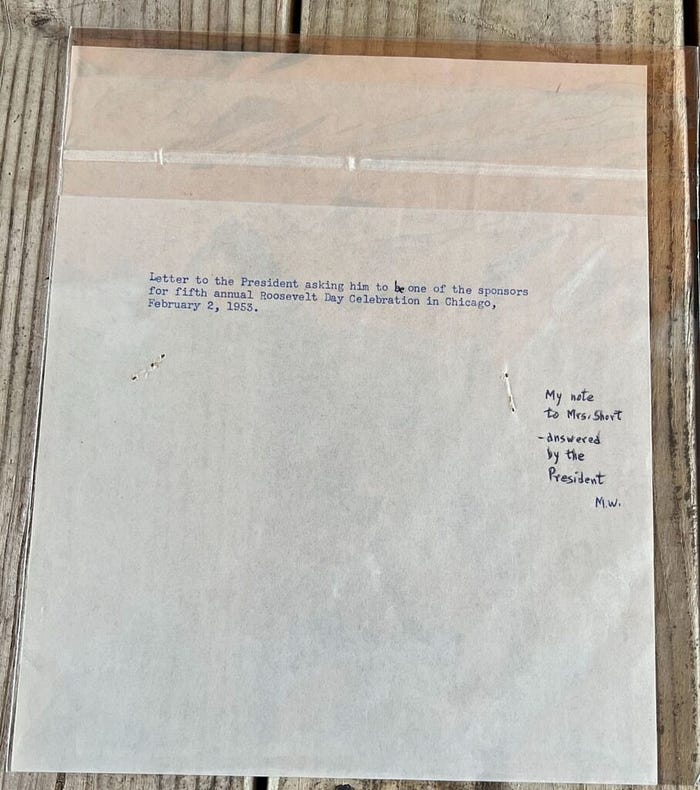 Letter to the President asking him to be one of the sponsors
for fifth annual Roosevelt Day Celebration in Chicago,
February 2, 1953.
My note
to Mrs. Short
-answered
by the
President
M.W.